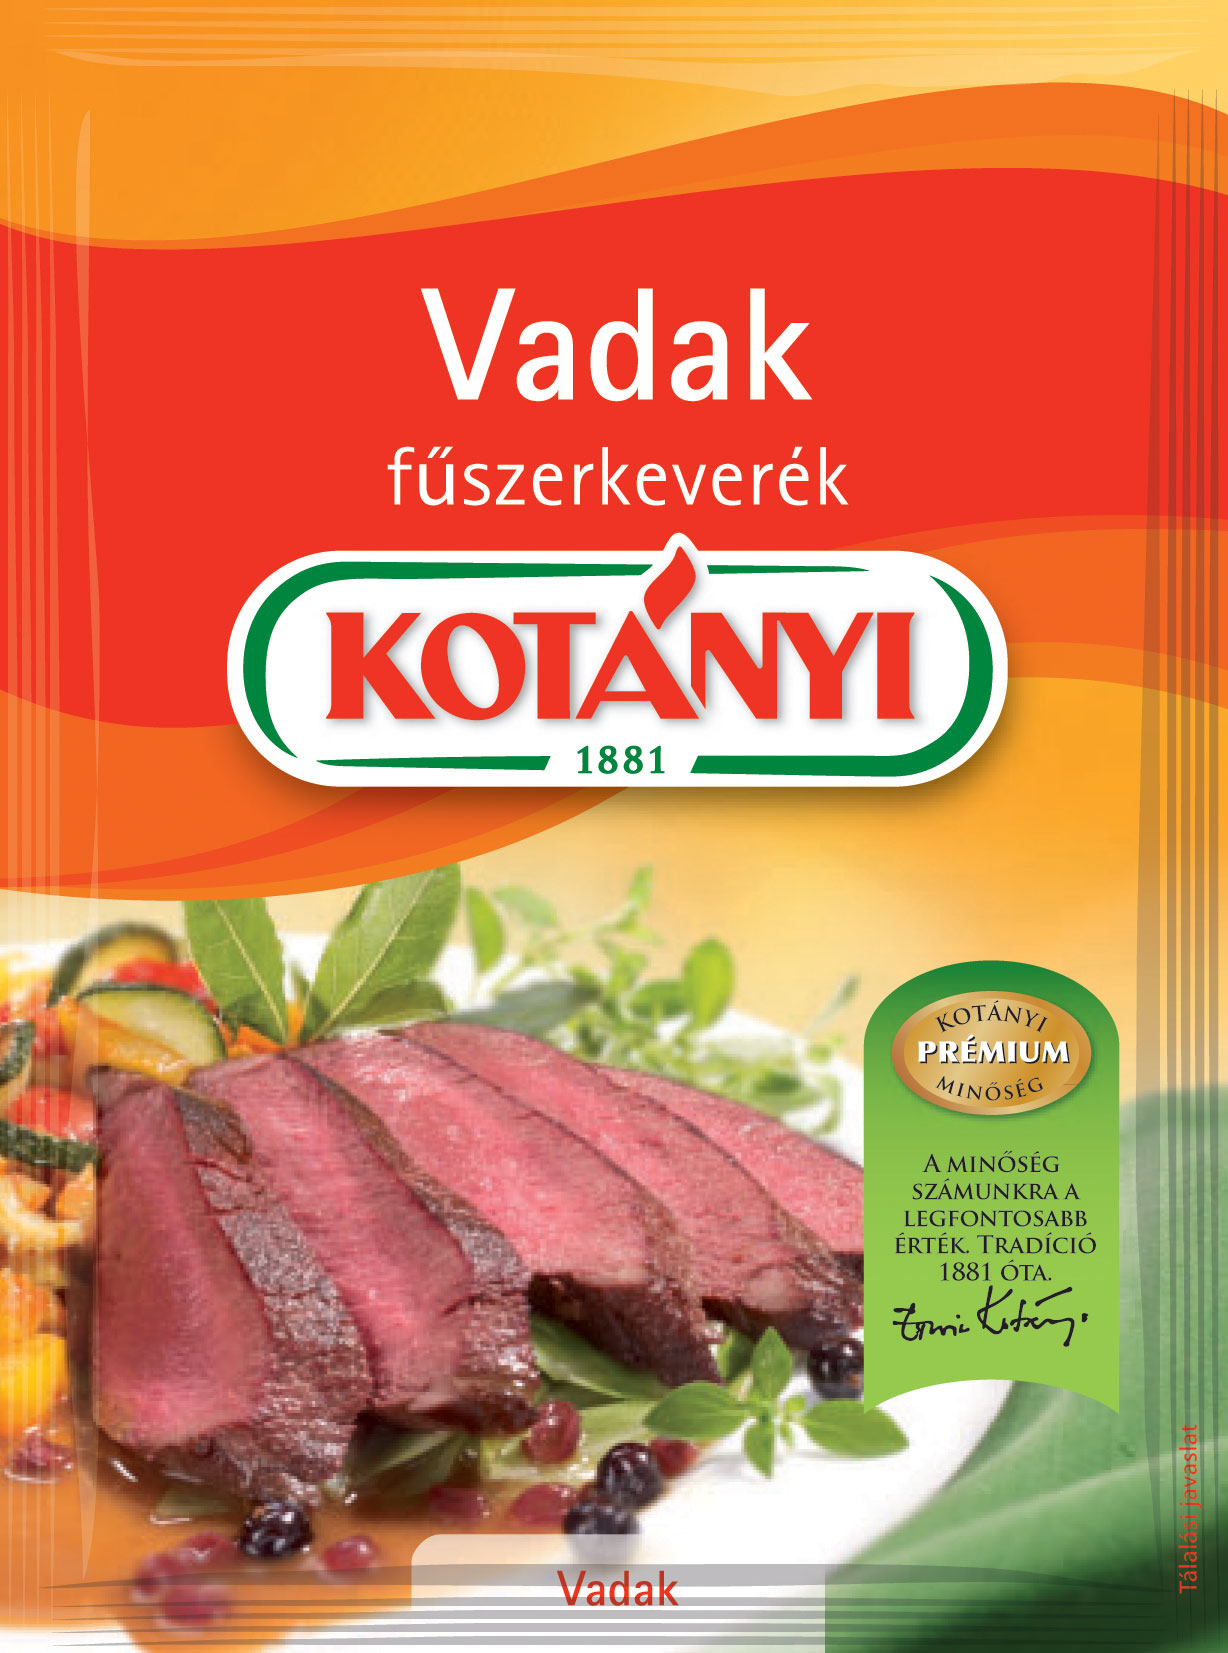 Vadak
fűszerkeverék
KOTÁNYI
1881
KOTÁNYI
PRÉMIUM
MINŐSÉG
A MINŐSÉG
SZÁMUNKRA A
LEGFONTOSABB
ÉRTÉK. TRADÍCIÓ
1881 ÓTA.
Tálalási javaslat
Vadak